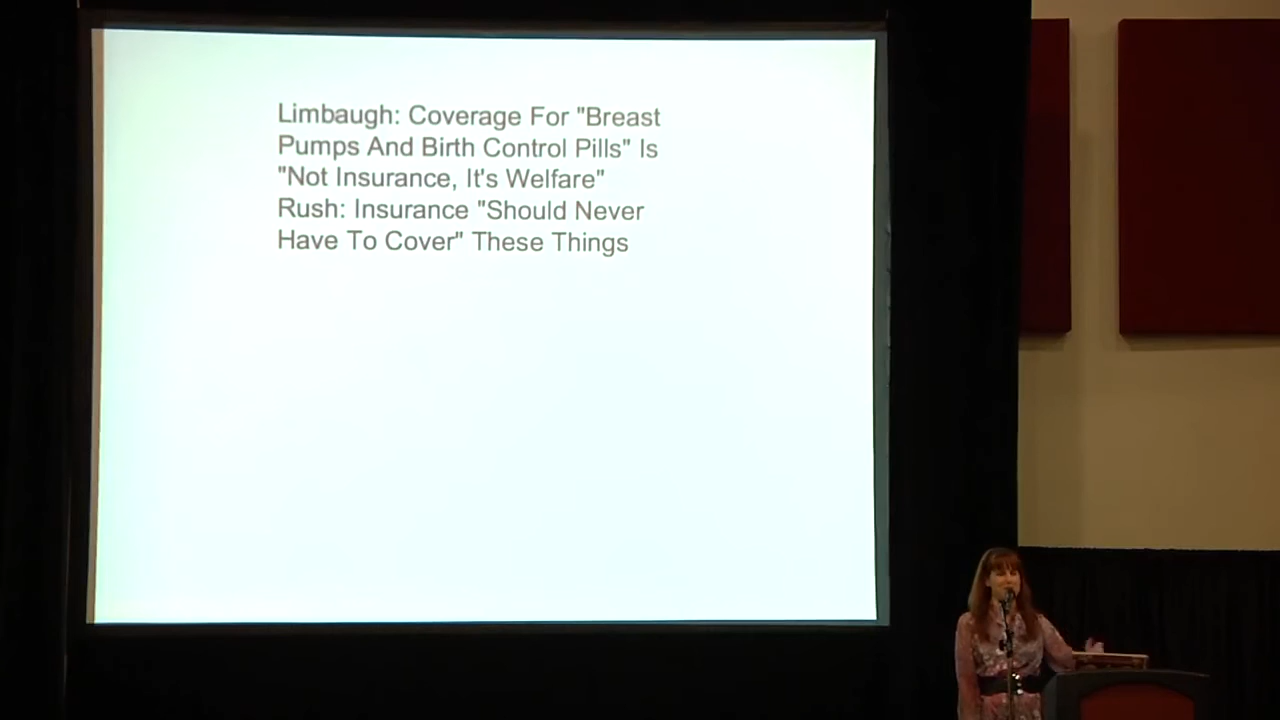 Limbaugh: Coverage For "Breast
Pumps And Birth Control Pills" Is
"Not Insurance, It's Welfare"
Rush: Insurance "Should Never
Have To Cover" These Things